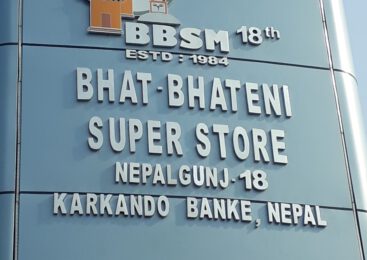 BBSM 18th
ESTD : 1984
BHAT-BHATENI
SUPER STORE
NEPALGUNJ-18
KARKANDO BANKE, NEPAL